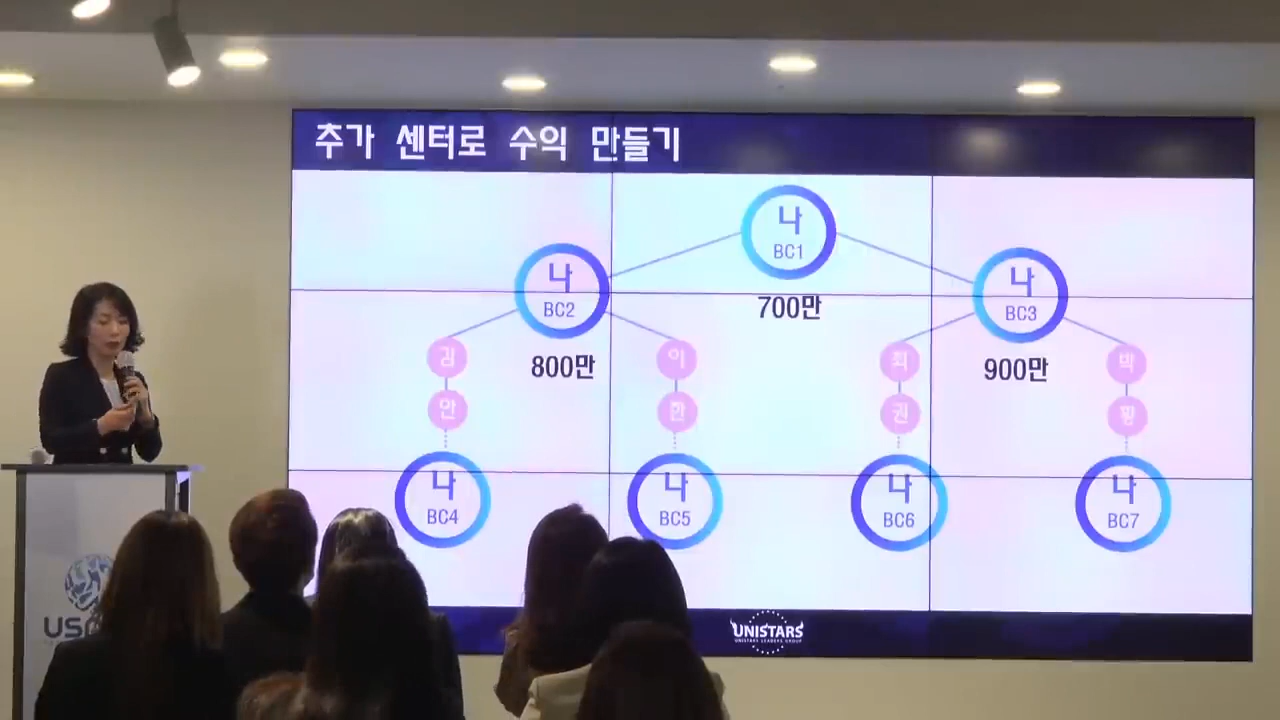 추가 센터로 수익 만들기
나
BC1
700만
나
BC2
800만
나
BC3
900만
김
이
최
박
안
한
권
황
나
BC4
나
BC5
나
BC6
나
BC7
UNISTARS
UNISTARS LEADERS GROUP
US